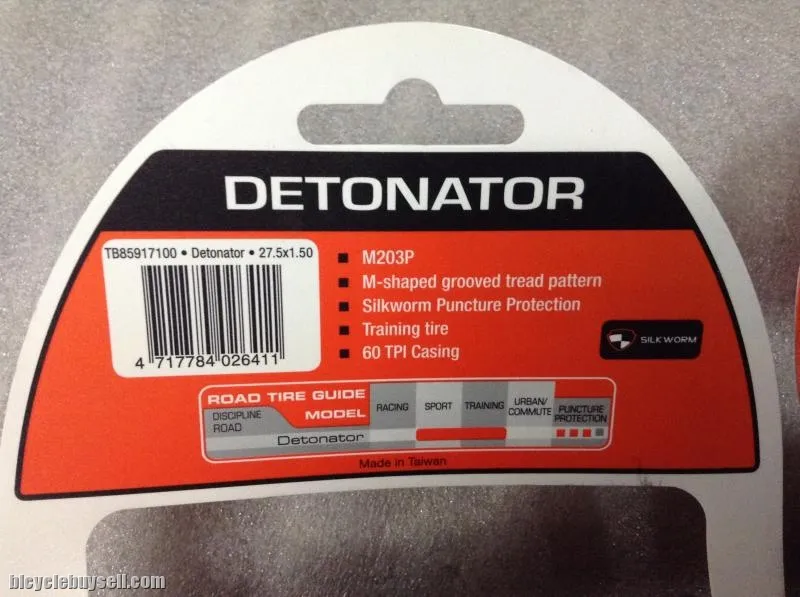 DETONATOR
TB85917100 • Detonator • 27.5x1.50
4 717784 026411
■ M203P
■ M-shaped grooved tread pattern
■ Silkworm Puncture Protection
■ Training tire
■ 60 TPI Casing
SILKWORM
ROAD TIRE GUIDE
DISCIPLINE MODEL
ROAD
RACING
SPORT
TRAINING
URBAN/
COMMUTE
PUNCTURE
PROTECTION
Detonator
Made in Taiwan
bicyclebuysell.com